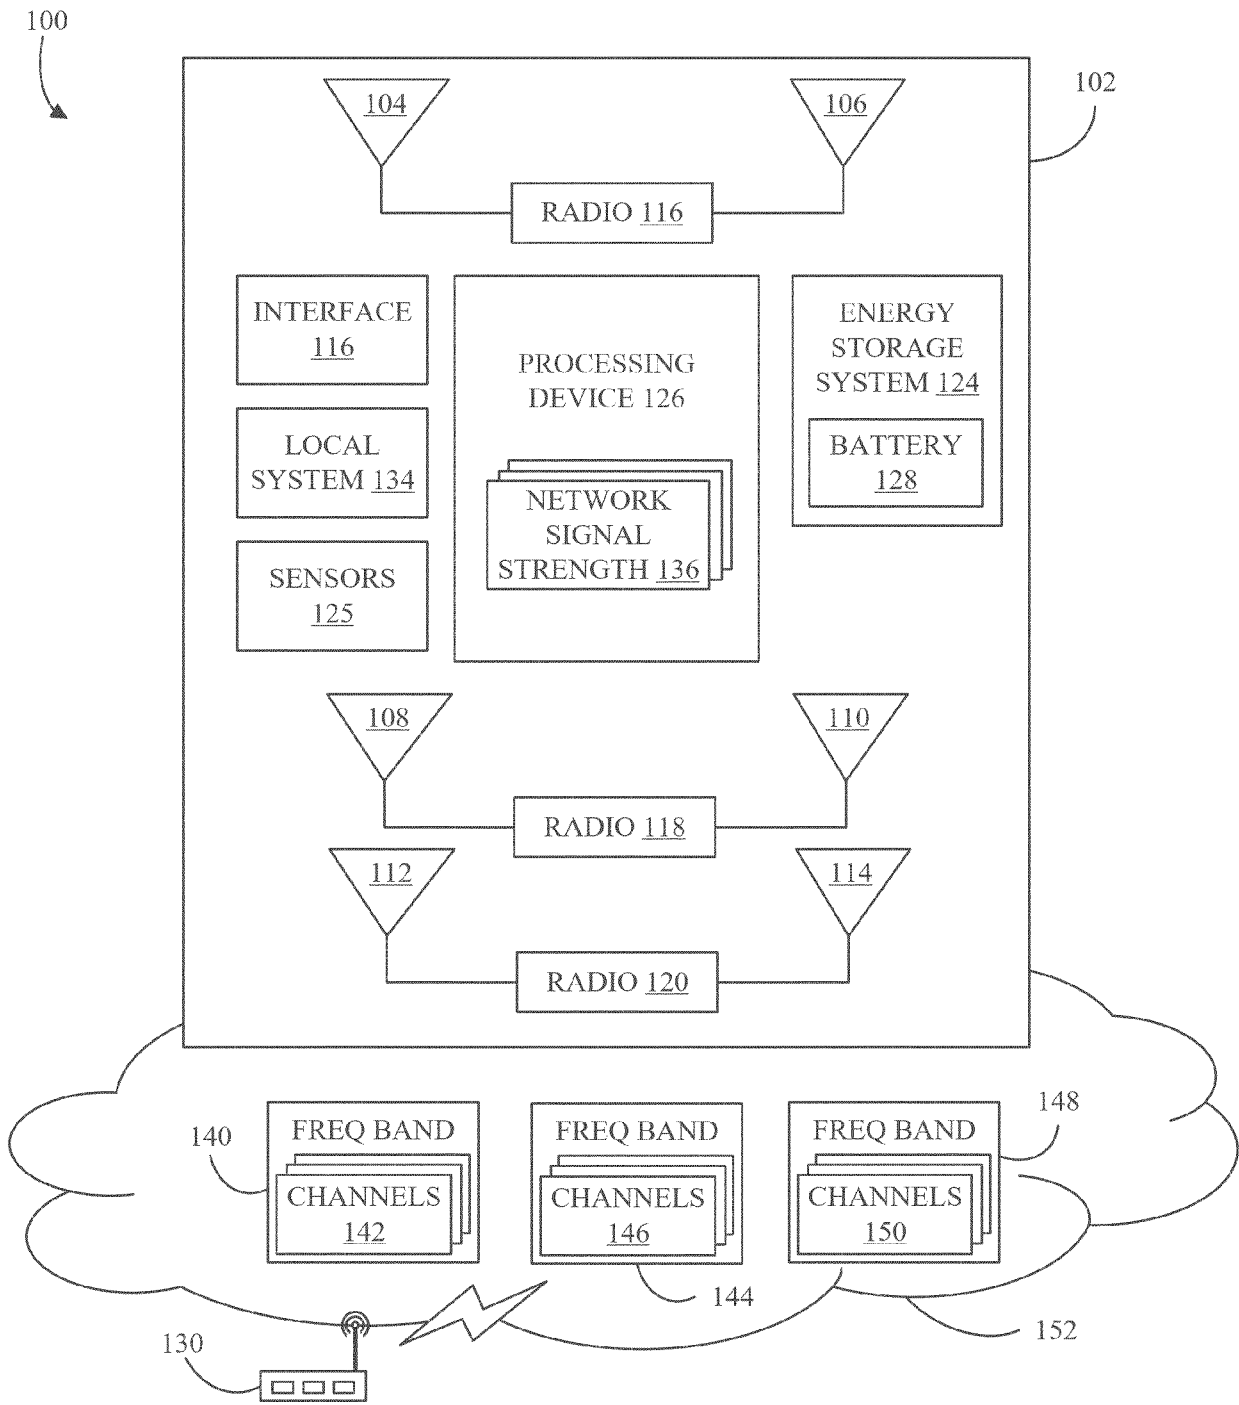 100
102
104
106
RADIO 116
INTERFACE
116
PROCESSING
DEVICE 126
ENERGY
STORAGE
SYSTEM 124
LOCAL
SYSTEM 134
BATTERY
128
NETWORK
SIGNAL
STRENGTH 136
SENSORS
125
108
110
RADIO 118
112
114
RADIO 120
140
FREQ BAND
CHANNELS
142
FREQ BAND
CHANNELS
146
144
FREQ BAND
CHANNELS
150
148
152
130